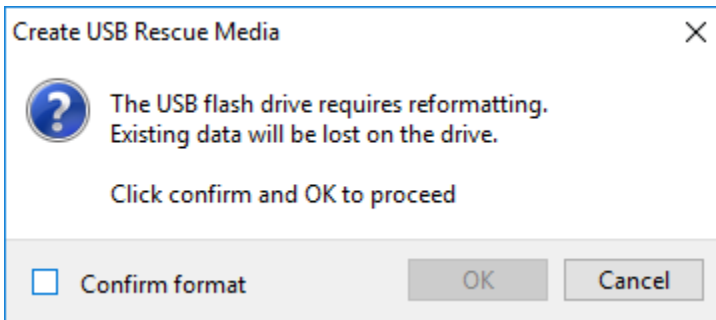 Create USB Rescue Media
The USB flash drive requires reformatting.
Existing data will be lost on the drive.
Click confirm and OK to proceed
Confirm format
OK
Cancel